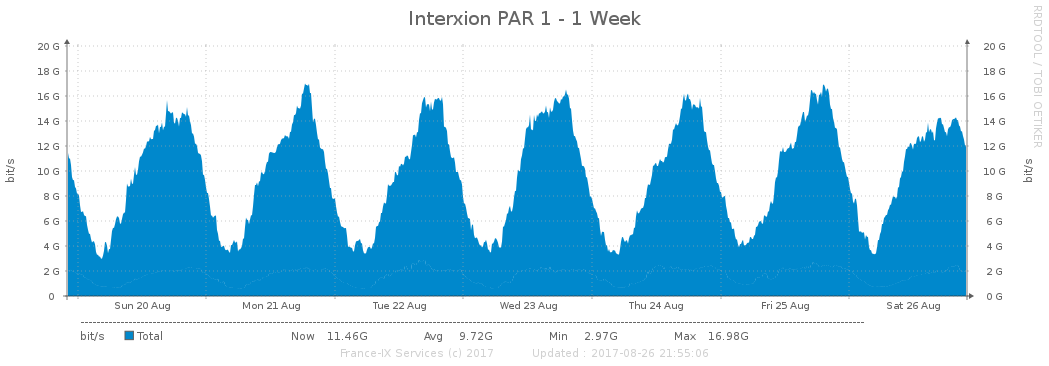 Interxion PAR 1 - 1 Week
RRDTOOL / TOBI OETIKER
20 G 20 G
18 G 18 G
16 G 16 G
14 G 14 G
12 G 12 G
10 G 10 G
8 G 8 G
6 G 6 G
4 G 4 G
2 G 2 G
0 0 G
bit/s bit/s
Sun 20 Aug Mon 21 Aug Tue 22 Aug Wed 23 Aug Thu 24 Aug Fri 25 Aug Sat 26 Aug
bit/s Total Now 11.46G Avg 9.72G Min 2.97G Max 16.98G
France-IX Services (c) 2017 Updated : 2017-08-26 21:55:06